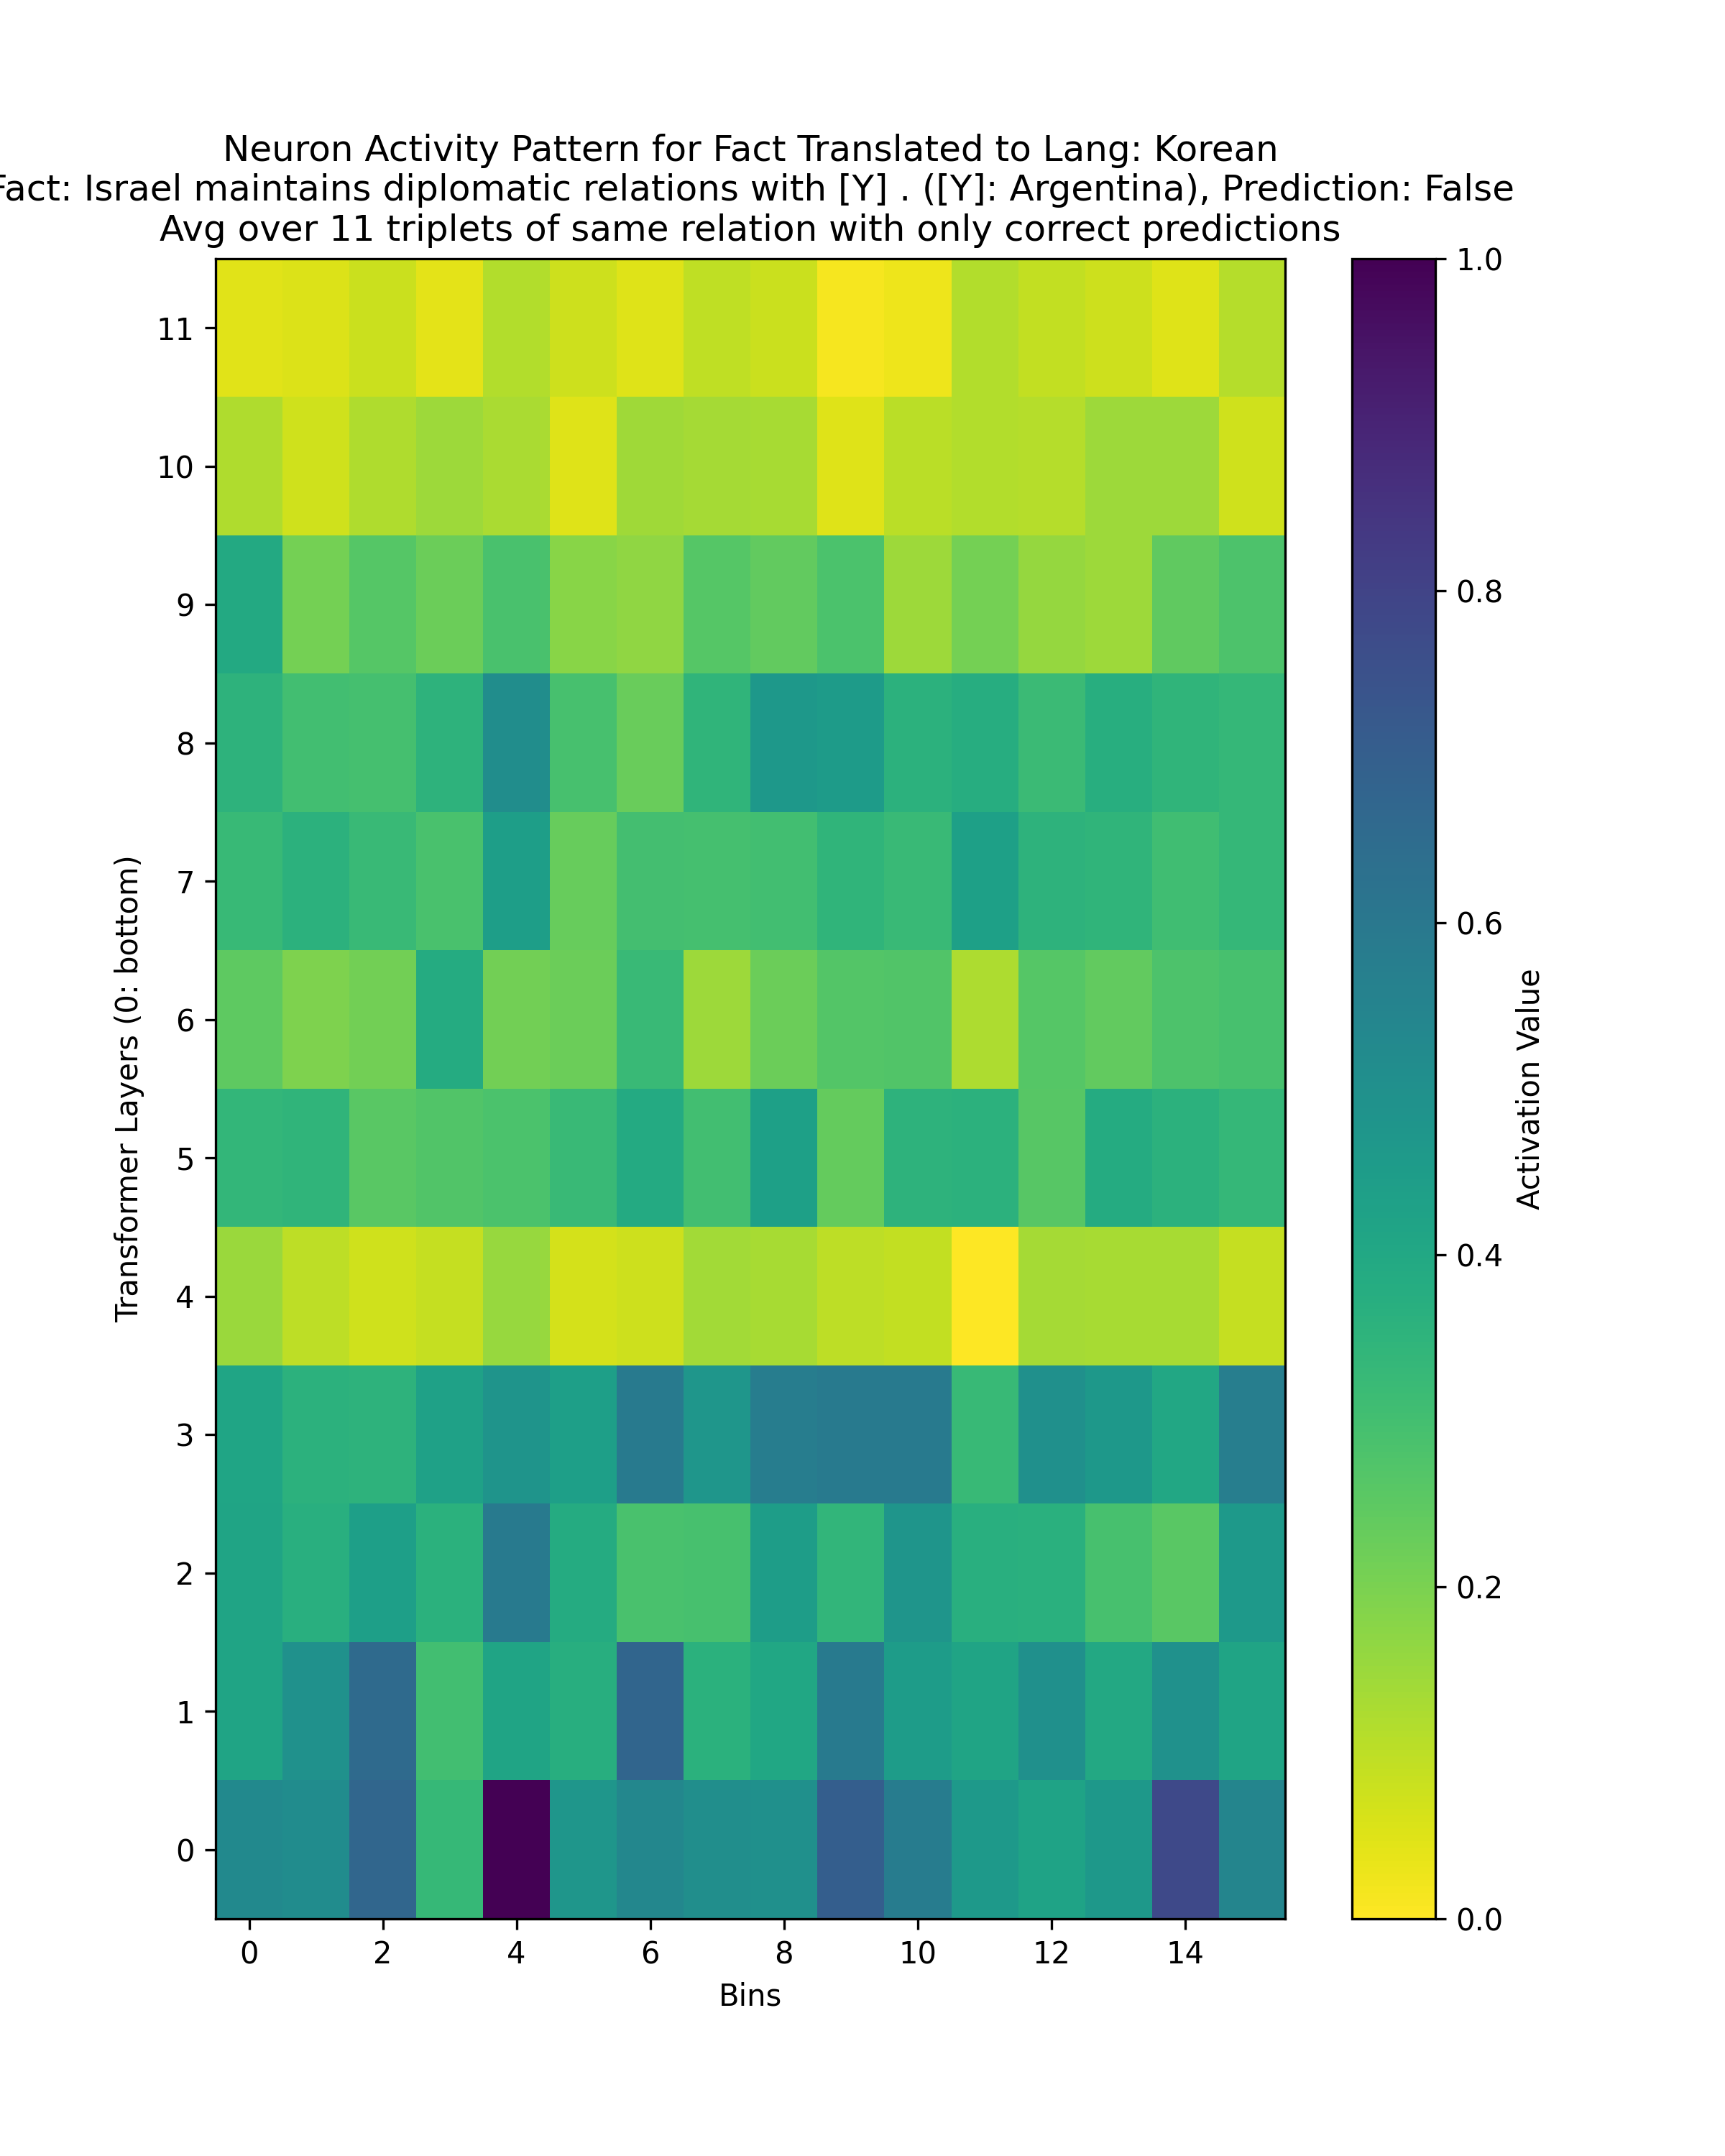 Neuron Activity Pattern for Fact Translated to Lang: Korean
Fact: Israel maintains diplomatic relations with [Y] . ([Y]: Argentina), Prediction: False
Avg over 11 triplets of same relation with only correct predictions
11
10
9
8
7
6
5
4
3
2
1
0
Transformer Layers (0: bottom)
0 2 4 6 8 10 12 14
Bins
1.0
0.8
0.6
0.4
0.2
0.0
Activation Value